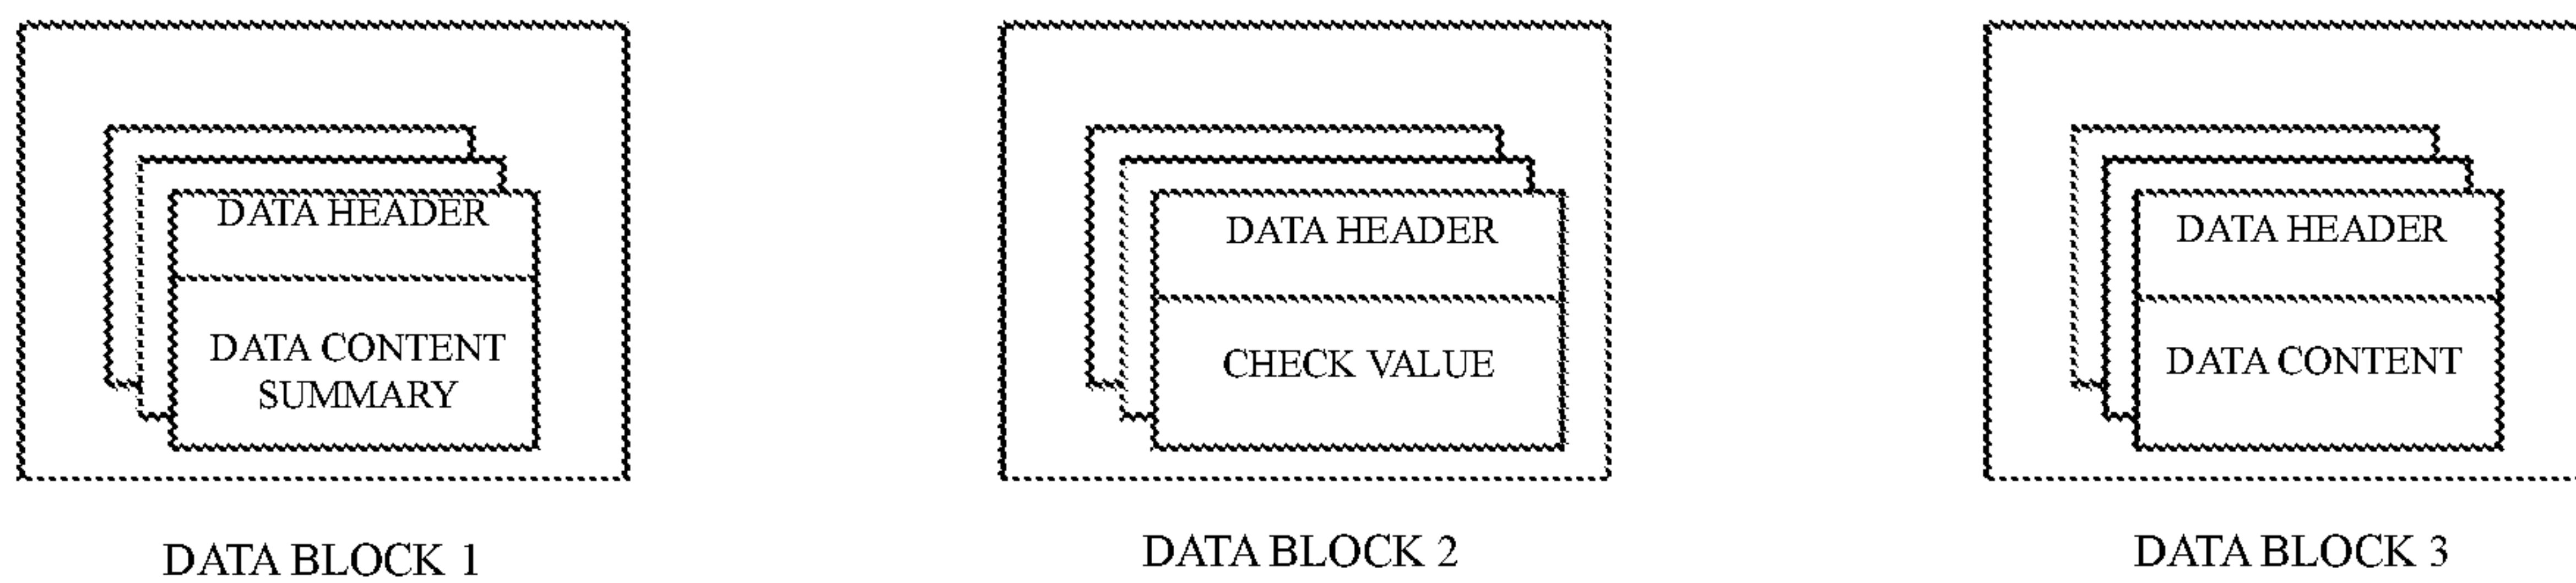 DATA HEADER
DATA CONTENT
SUMMARY
DATA BLOCK 1
DATA HEADER
CHECK VALUE
DATA BLOCK 2
DATA HEADER
DATA CONTENT
DATA BLOCK 3